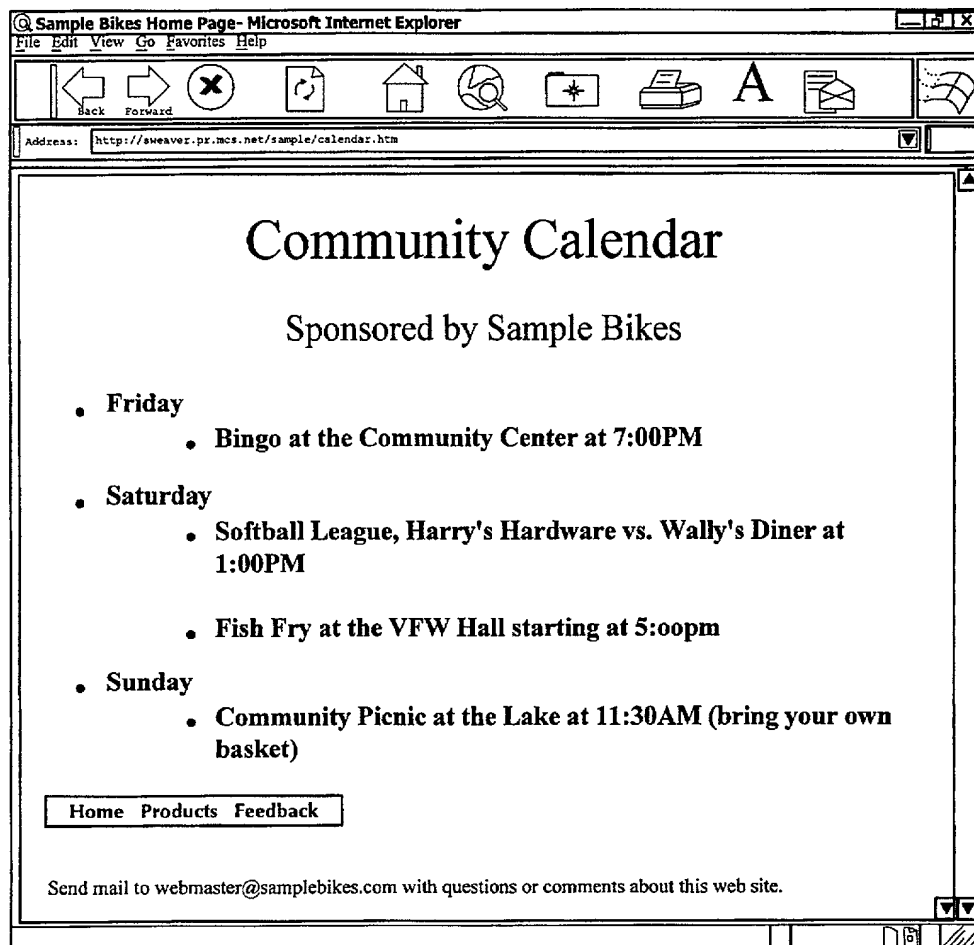 Sample Bikes Home Page- Microsoft Internet Explorer
File Edit View Go Favorites Help
Back Forward A
Address: http://sweaver.pr.mcs.net/sample/calendar.htm
Community Calendar
Sponsored by Sample Bikes
Friday
Bingo at the Community Center at 7:00PM
Saturday
Softball League, Harry's Hardware vs. Wally's Diner at
1:00PM
Fish Fry at the VFW Hall starting at 5:oopm
Sunday
Community Picnic at the Lake at 11:30AM (bring your own
basket)
Home Products Feedback
Send mail to webmaster@samplebikes.com with questions or comments about this web site.